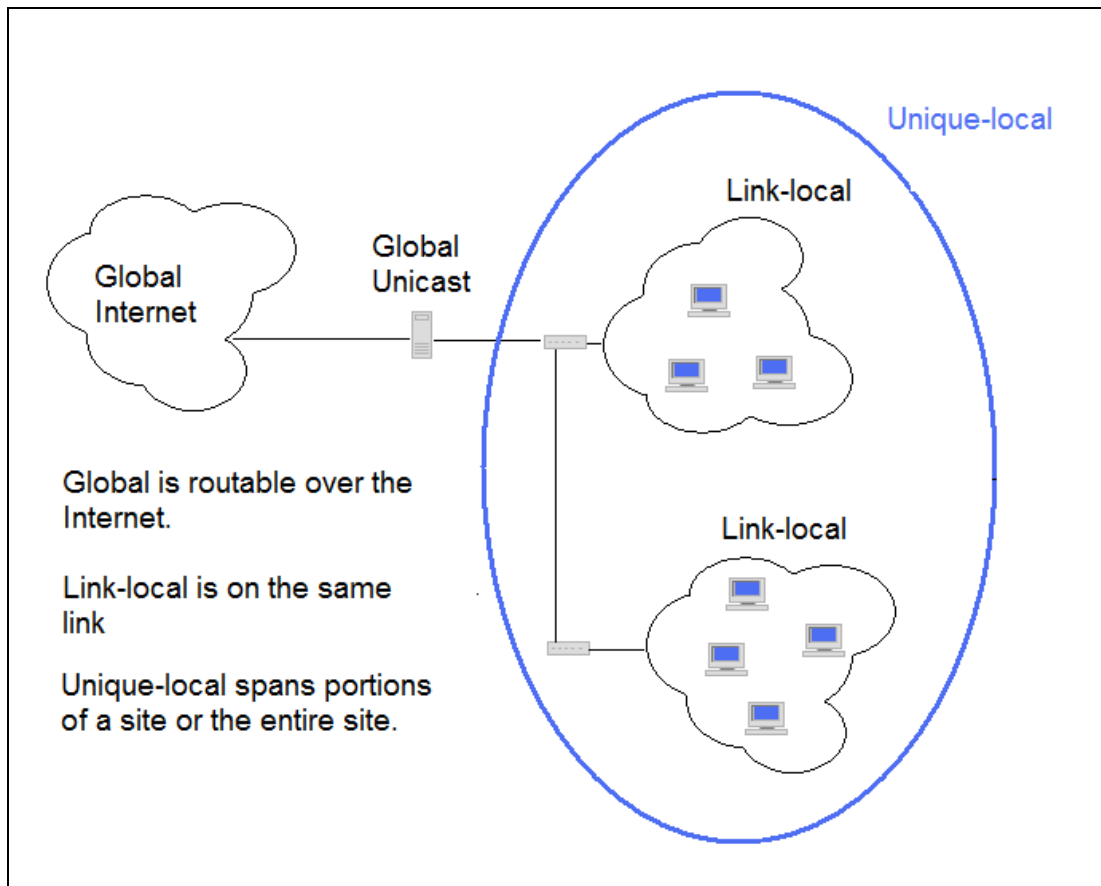 Unique-local
Link-local
Global
Unicast
Global
Internet
Global is routable over the
Internet.
Link-local
Link-local is on the same
link
Unique-local spans portions
of a site or the entire site.